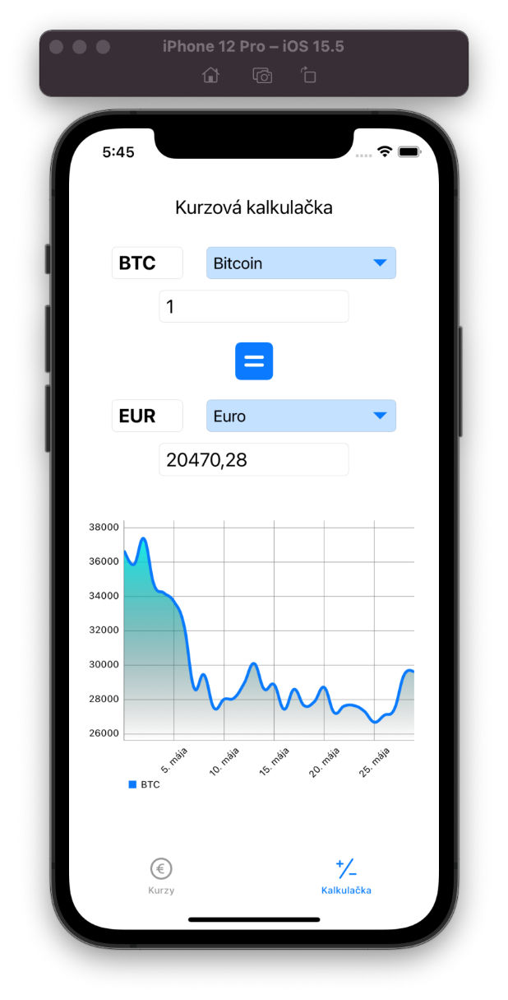 iPhone 12 Pro – iOS 15.5
5:45
Kurzová kalkulačka
BTC Bitcoin
1
=
EUR Euro
20470,28
38000
36000
34000
32000
30000
28000
26000
5. mája 10. mája 15. mája 20. mája 25. mája
BTC
Kurzy Kalkulačka